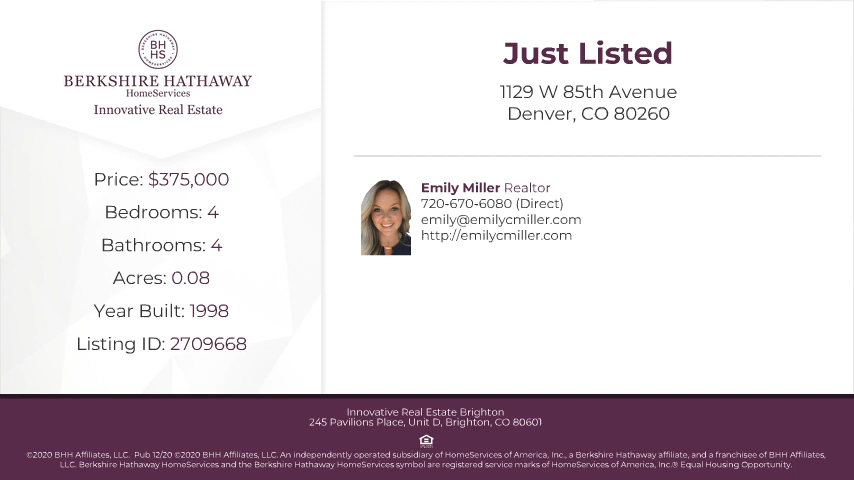 BH
HS
BERKSHIRE HATHAWAY
HomeServices
Innovative Real Estate
Price: $375,000
Bedrooms: 4
Bathrooms: 4
Acres: 0.08
Year Built: 1998
Listing ID: 2709668
Just Listed
1129 W 85th Avenue
Denver, CO 80260
Emily Miller Realtor
720-670-6080 (Direct)
emily@emilycmiller.com
http://emilycmiller.com
Innovative Real Estate Brighton
245 Pavilions Place, Unit D, Brighton, CO 80601
©2020 BHH Affiliates, LLC. Pub 12/20 ©2020 BHH Affiliates, LLC. An independently operated subsidiary of HomeServices of America, Inc., a Berkshire Hathaway affiliate, and a franchisee of BHH Affiliates,
LLC. Berkshire Hathaway HomeServices and the Berkshire Hathaway HomeServices symbol are registered service marks of HomeServices of America, Inc.® Equal Housing Opportunity.